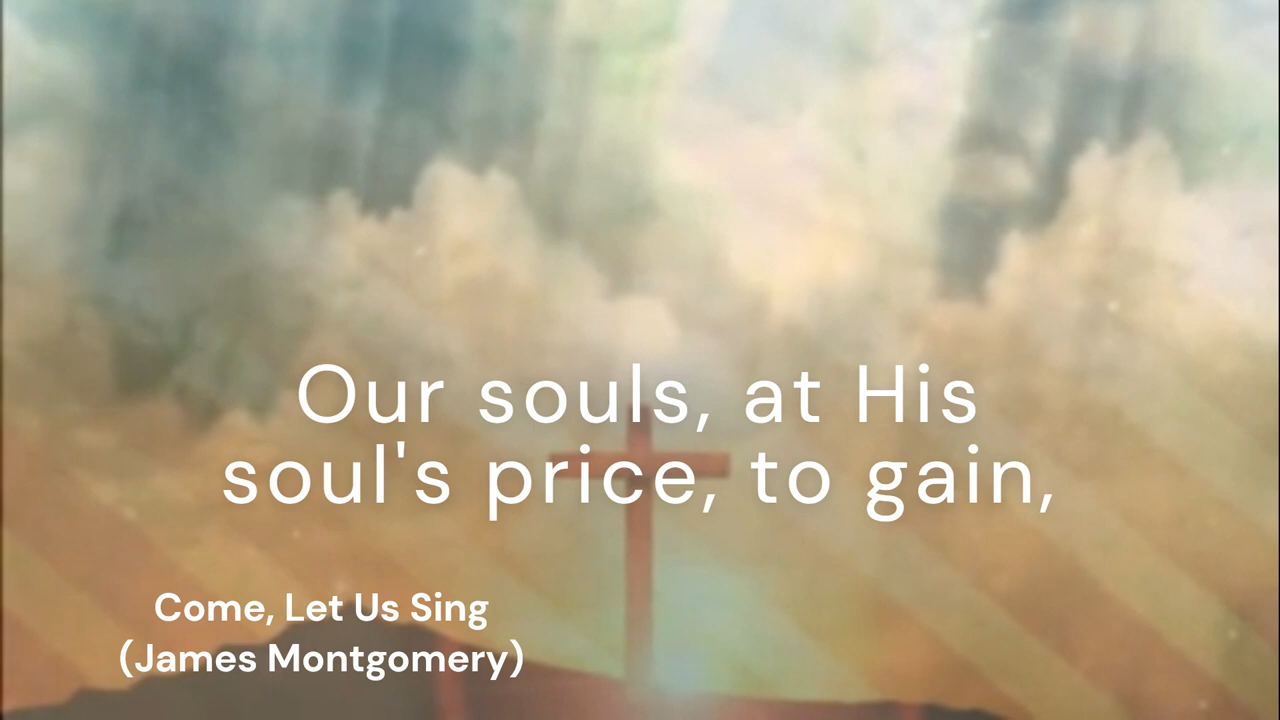 Our souls, at His
soul's price, to gain,
Come, Let Us Sing
(James Montgomery)